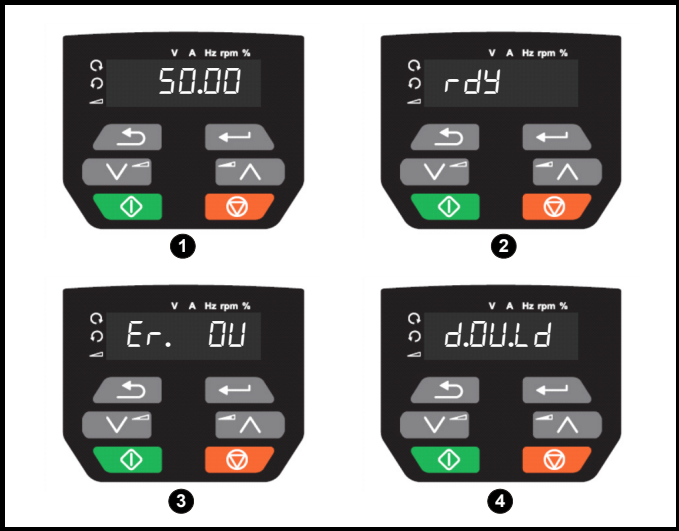 V A Hz rpm %
50.00
1
V A Hz rpm %
rdy
2
V A Hz rpm %
Er. OU
3
V A Hz rpm %
d.OU.Ld
4